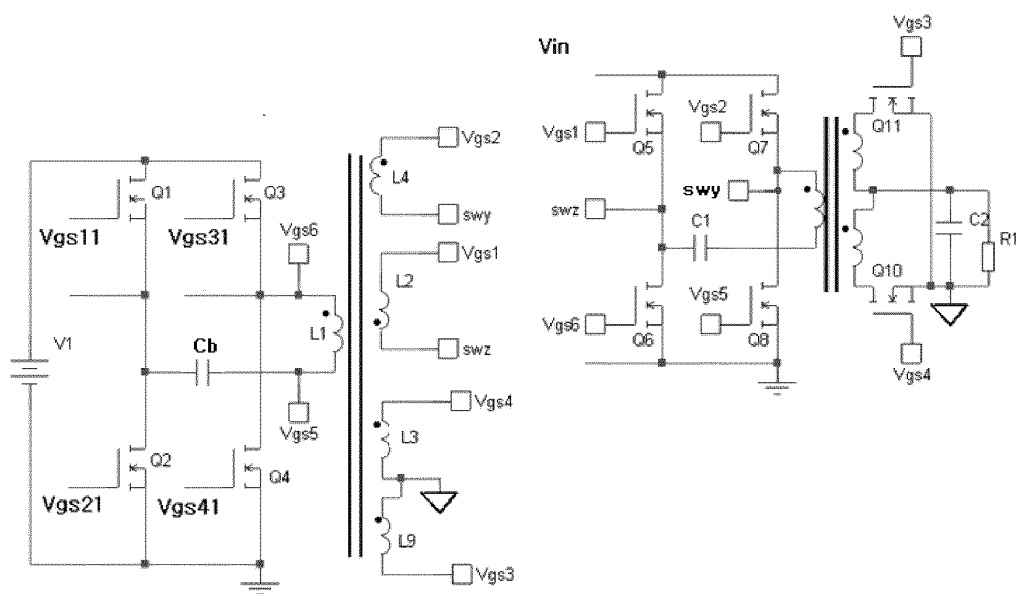 Vgs3
Vin
Vgs2
Q11
Vgs1
Q5
Q7
Vgs2
L4
Q1
Q3
swy
swy
Vgs11
Vgs31
Vgs6
swz
C1
C2
R1
Vgs1
L2
Q10
V1
Cb
L1
Vgs5
Vgs6
Q6
Q8
swz
Vgs4
Vgs5
Vgs4
Q2
Q4
L3
Vgs21
Vgs41
L9
Vgs3